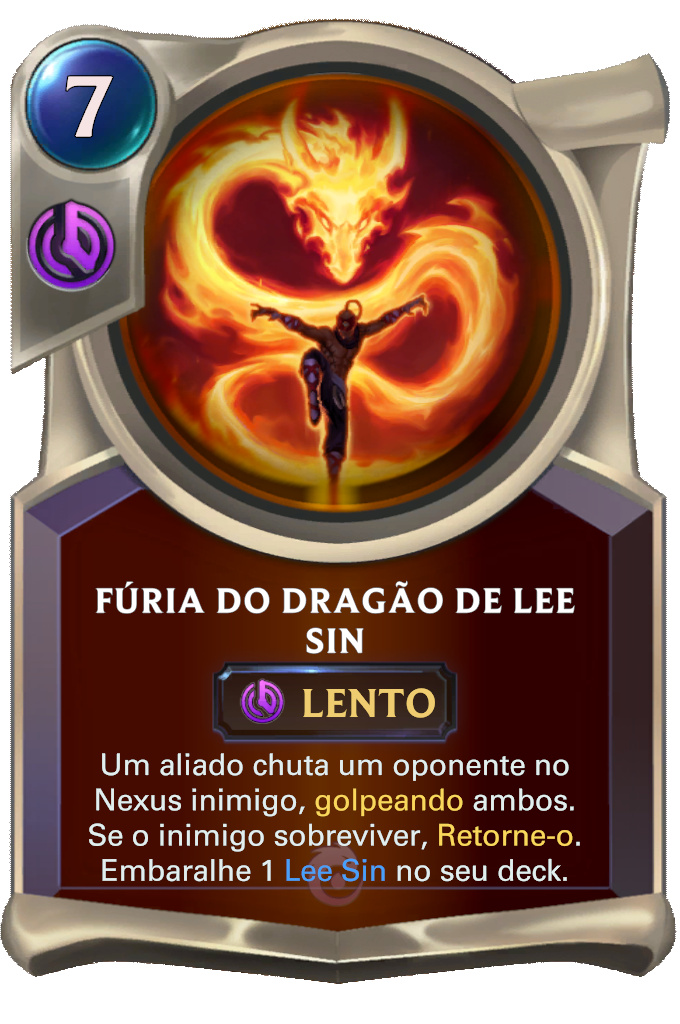 7
FÚRIA DO DRAGÃO DE LEE
SIN
LENTO
Um aliado chuta um oponente no
Nexus inimigo, golpeando ambos.
Se o inimigo sobreviver, Retorne-o.
Embaralhe 1 Lee Sin no seu deck.